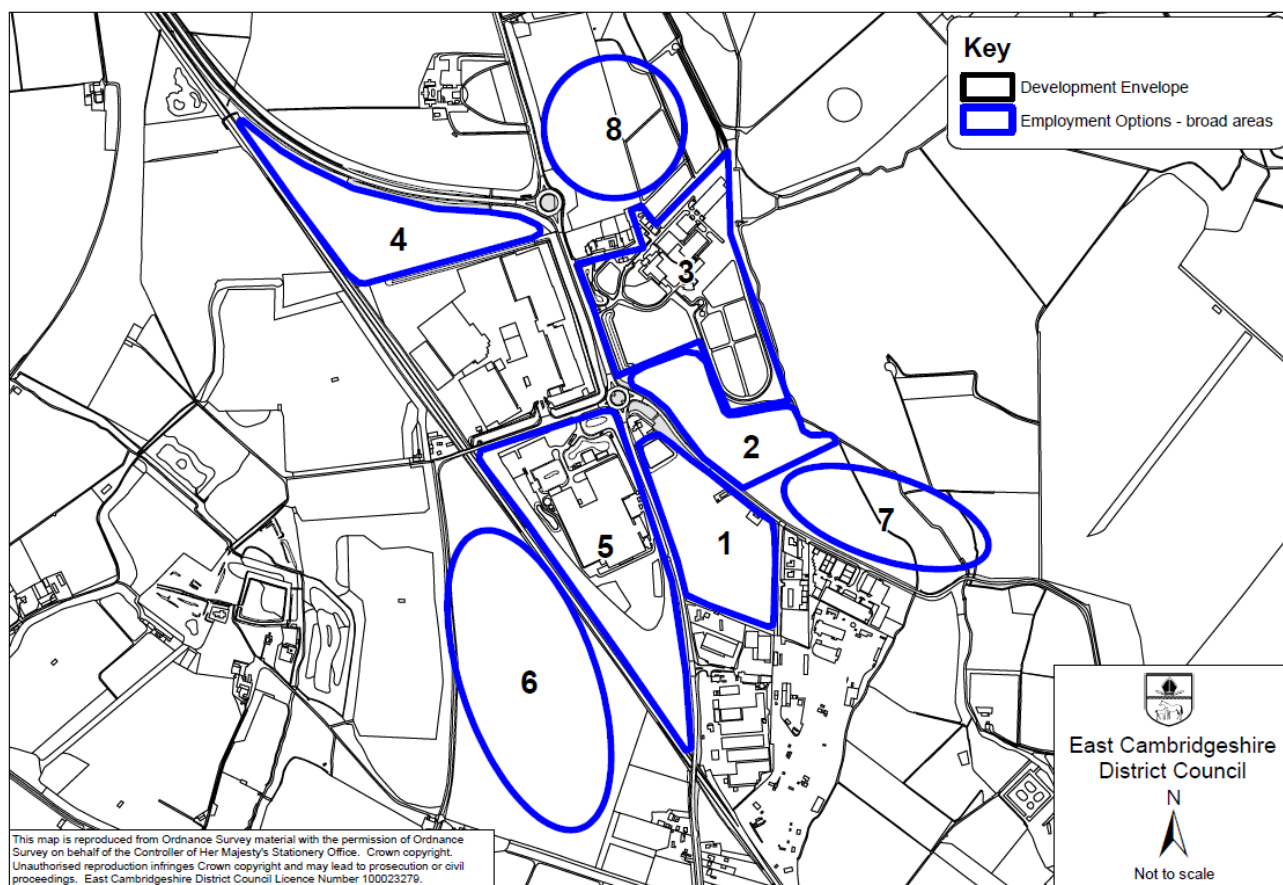 Key
Development Envelope
Employment Options - broad areas
8
4
3
2
7
1
5
6
East Cambridgeshire
District Council
N
Not to scale
This map is reproduced from Ordnance Survey material with the permission of Ordnance
Survey on behalf of the Controller of Her Majesty's Stationery Office. Crown copyright.
Unauthorised reproduction infringes Crown copyright and may lead to prosecution or civil
proceedings. East Cambridgeshire District Council Licence Number 100023279.